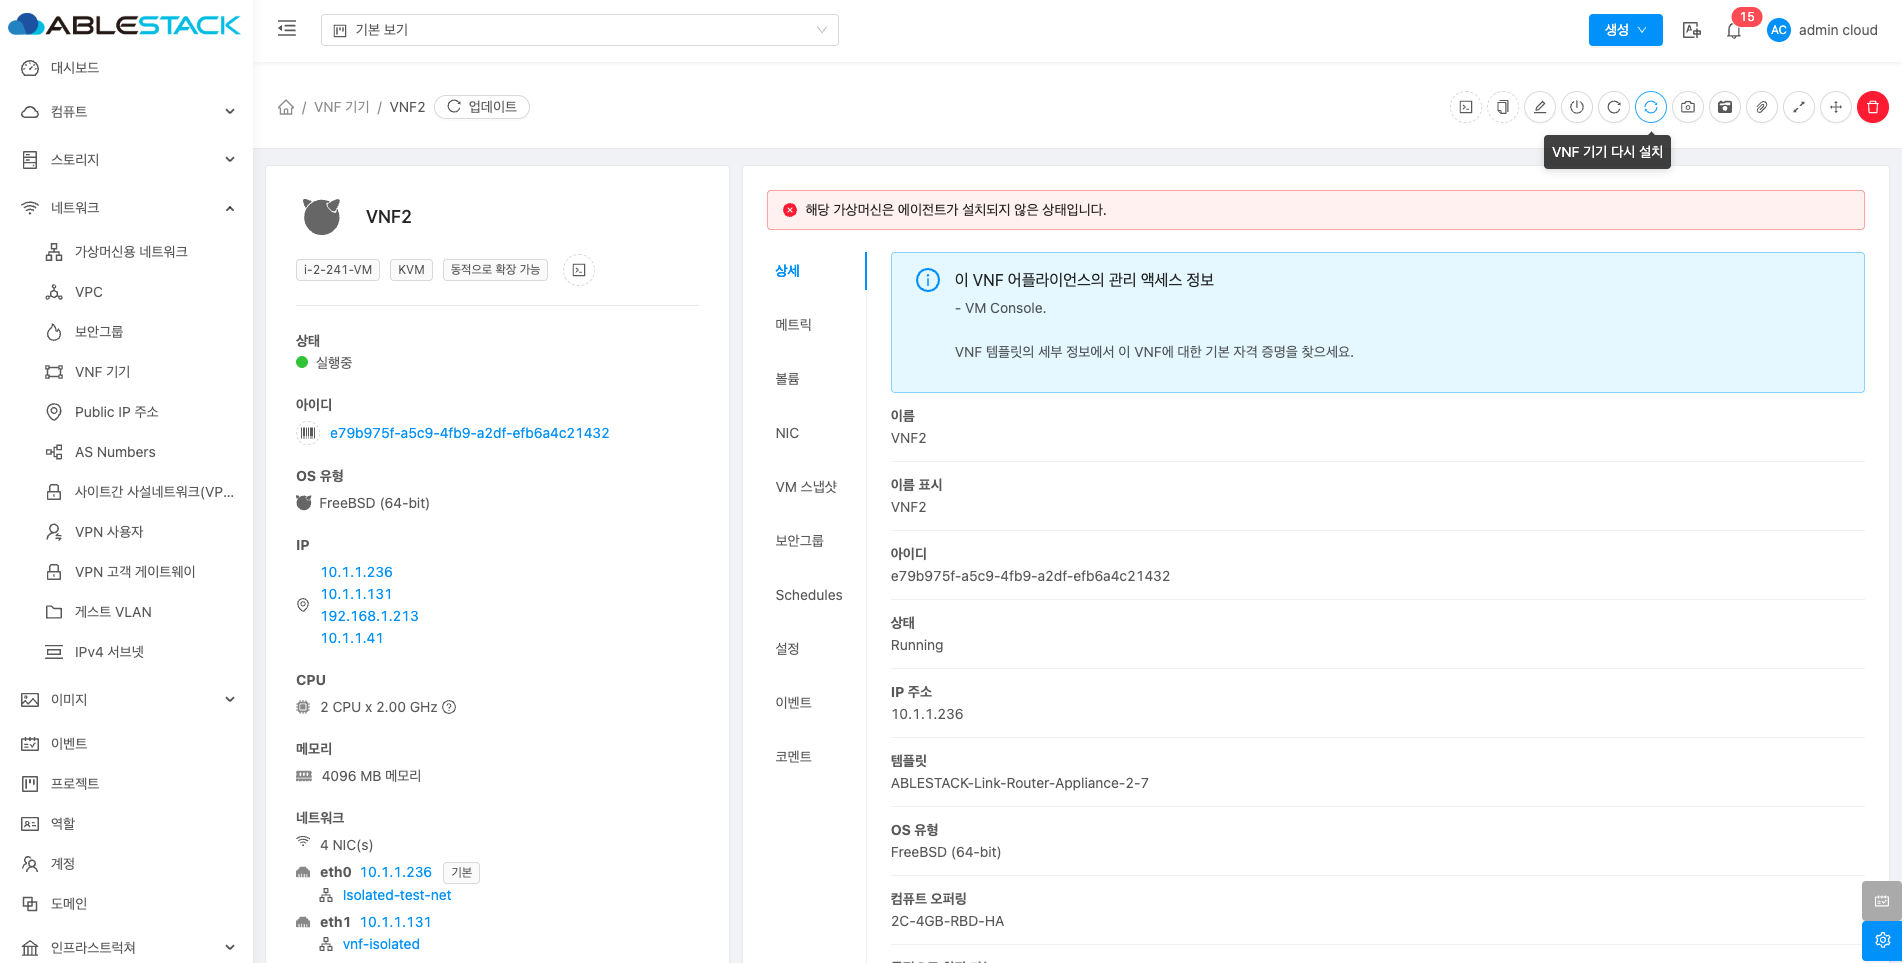 ABLESTACK
기본 보기
생성
15
AC
admin cloud
대시보드
컴퓨트
스토리지
네트워크
가상머신용 네트워크
VPC
보안그룹
VNF 기기
Public IP 주소
AS Numbers
사이트간 사설네트워크(VP...
VPN 사용자
VPN 고객 게이트웨이
게스트 VLAN
IPv4 서브넷
이미지
이벤트
프로젝트
역할
계정
도메인
인프라스트럭쳐
/ VNF 기기 / VNF2 업데이트
VNF 기기 다시 설치
VNF2
i-2-241-VM KVM 동적으로 확장 가능
상태
실행중
아이디
e79b975f-a5c9-4fb9-a2df-efb6a4c21432
OS 유형
FreeBSD (64-bit)
IP
10.1.1.236
10.1.1.131
192.168.1.213
10.1.1.41
CPU
2 CPU x 2.00 GHz
메모리
4096 MB 메모리
네트워크
4 NIC(s)
eth0 10.1.1.236 기본
Isolated-test-net
eth1 10.1.1.131
vnf-isolated
해당 가상머신은 에이전트가 설치되지 않은 상태입니다.
상세
메트릭
볼륨
NIC
VM 스냅샷
보안그룹
Schedules
설정
이벤트
코멘트
이 VNF 어플라이언스의 관리 액세스 정보
- VM Console.
VNF 템플릿의 세부 정보에서 이 VNF에 대한 기본 자격 증명을 찾으세요.
이름
VNF2
이름 표시
VNF2
아이디
e79b975f-a5c9-4fb9-a2df-efb6a4c21432
상태
Running
IP 주소
10.1.1.236
템플릿
ABLESTACK-Link-Router-Appliance-2-7
OS 유형
FreeBSD (64-bit)
컴퓨트 오퍼링
2C-4GB-RBD-HA